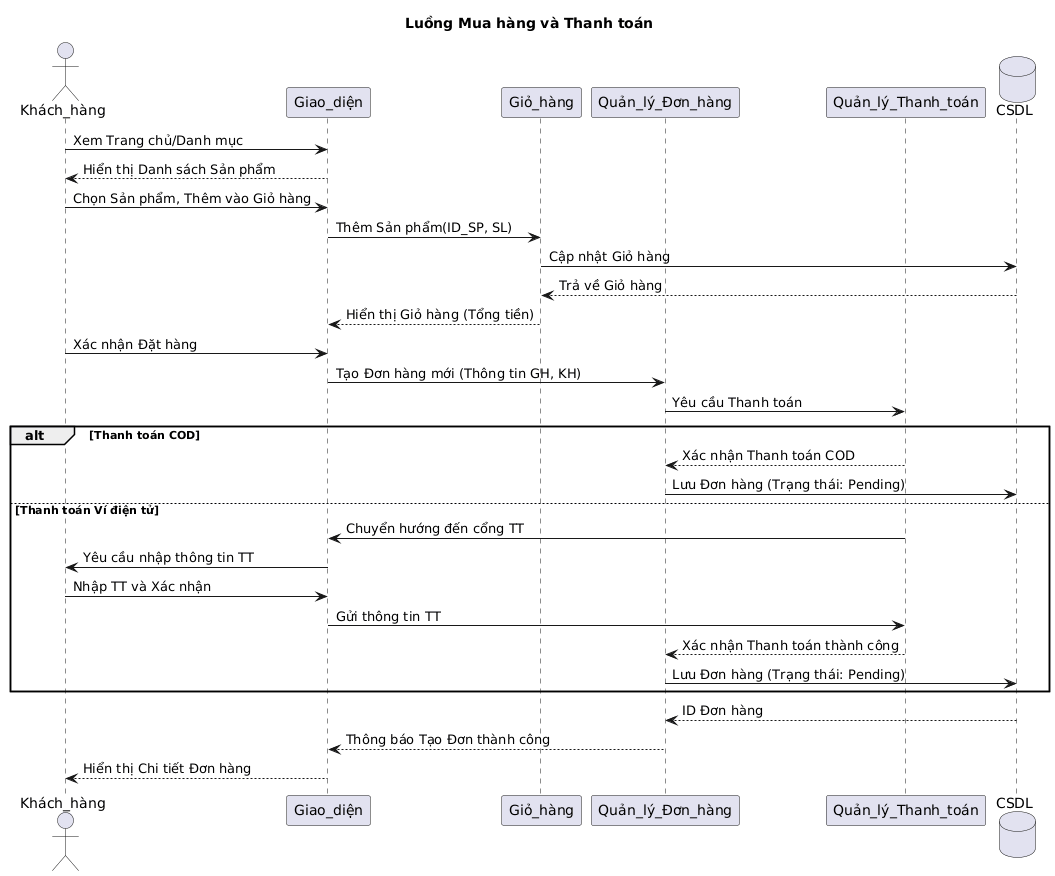 Luồng Mua hàng và Thanh toán
Khách_hàng
Giao_diện
Giỏ_hàng
Quản_lý_Đơn_hàng
Quản_lý_Thanh_toán
CSDL
Xem Trang chủ/Danh mục
Hiển thị Danh sách Sản phẩm
Chọn Sản phẩm, Thêm vào Giỏ hàng
Thêm Sản phẩm(ID_SP, SL)
Cập nhật Giỏ hàng
Trả về Giỏ hàng
Hiển thị Giỏ hàng (Tổng tiền)
Xác nhận Đặt hàng
Tạo Đơn hàng mới (Thông tin GH, KH)
Yêu cầu Thanh toán
alt [Thanh toán COD]
Xác nhận Thanh toán COD
Lưu Đơn hàng (Trạng thái: Pending)
[Thanh toán Ví điện tử]
Chuyển hướng đến cổng TT
Yêu cầu nhập thông tin TT
Nhập TT và Xác nhận
Gửi thông tin TT
Xác nhận Thanh toán thành công
Lưu Đơn hàng (Trạng thái: Pending)
ID Đơn hàng
Thông báo Tạo Đơn thành công
Hiển thị Chi tiết Đơn hàng
Khách_hàng
Giao_diện
Giỏ_hàng
Quản_lý_Đơn_hàng
Quản_lý_Thanh_toán
CSDL